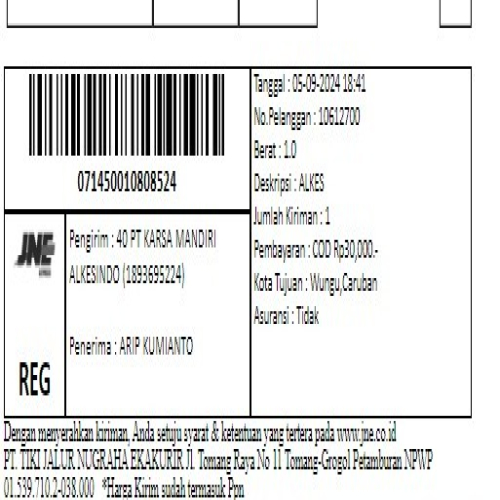 071450010808524
Tanggal : 05-09-2024 18:41
No.Pelanggan : 10612700
Berat : 1.0
Deskripsi : ALKES
Jumlah Kiriman : 1
Pembayaran : COD Rp30,000.-
Kota Tujuan : Wungu,Caruban
Asuransi : Tidak
JNE
REG
Pengirim : 40 PT KARSA MANDIRI
ALKESINDO (1893695224)
Penerima : ARIP KUMIANTO
Dengan menyerahkan kiriman, Anda setuju syarat & ketentuan yang tertera pada www.jne.co.id
PT. TIKI JALUR NUGRAHA EKAKURIR Jl. Tomang Raya No 11 Tomang-Grogol Petamburan NPWP
01.539.710.2-038.000 *Harga Kirim sudah termasuk Ppn